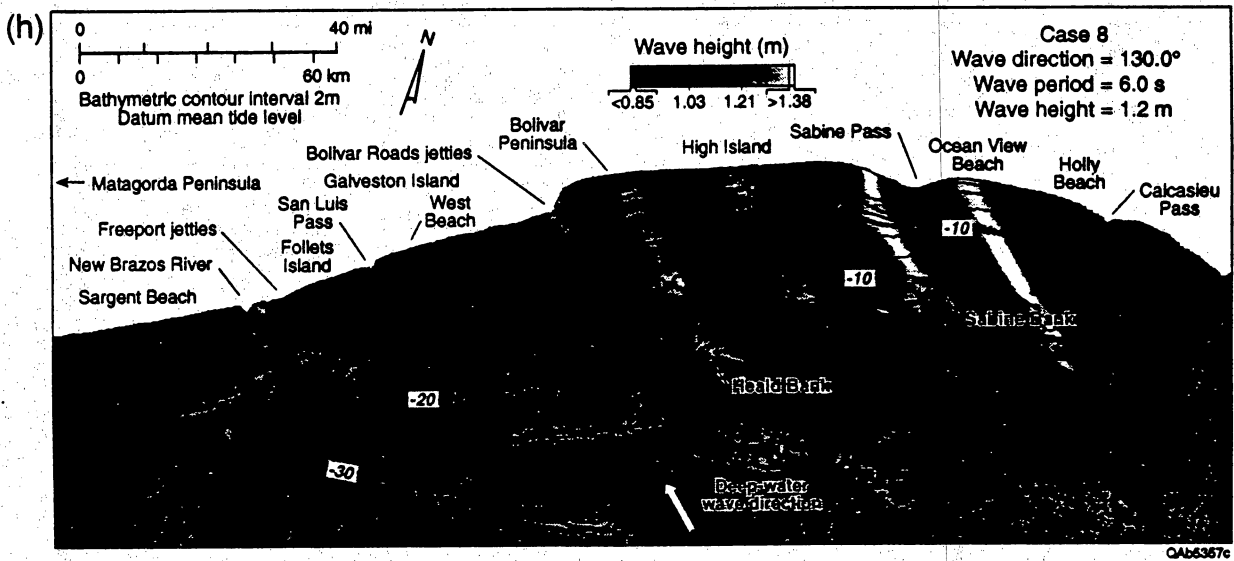 (h)
0 40 mi
0 60 km
Bathymetric contour interval 2m
Datum mean tide level
N
Wave height (m)
<0.85 1.03 1.21 >1.38
Case 8
Wave direction = 130.0°
Wave period = 6.0 s
Wave height = 1.2 m
Bolivar
Peninsula
High Island
Sabine Pass
Ocean View
Beach
Holly
Beach
Calcasieu
Pass
Bolivar Roads jetties
Matagorda Peninsula
Galveston Island
San Luis
Pass
West
Beach
Freeport jetties
Follets
Island
New Brazos River
Sargent Beach
-10
-10
Sabine Bank
Heald Bank
-20
-30
Deep-water
wave direction
QAb5357c